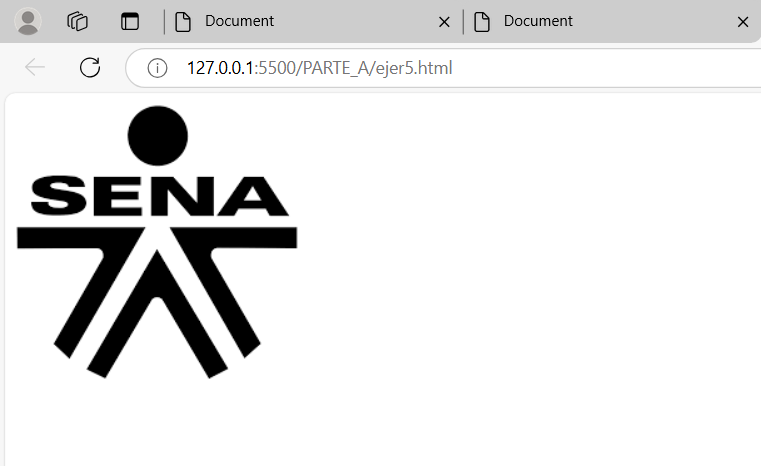 Document
Document
127.0.0.1:5500/PARTE_A/ejer5.html
SENA